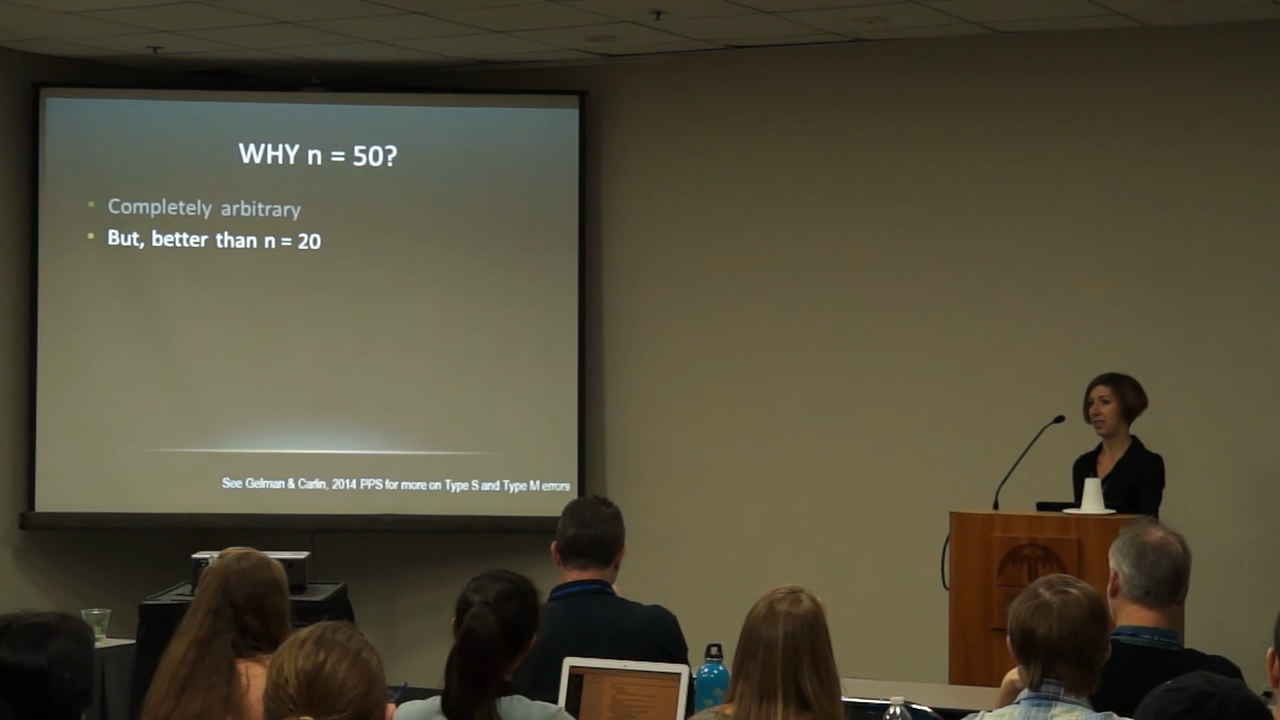 WHY n = 50?
Completely arbitrary
But, better than n = 20
See Gelman & Carlin, 2014 PPS for more on Type S and Type M errors